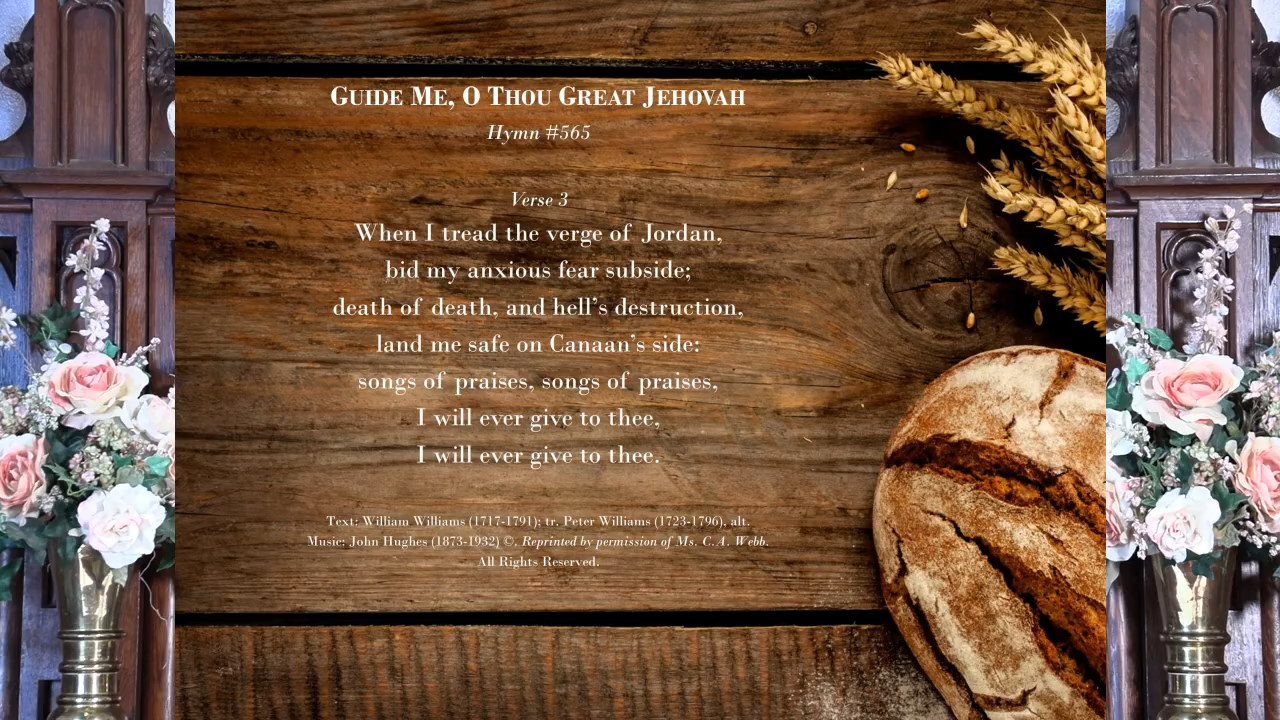 Guide Me, O Thou Great Jehovah
Hymn #565
Verse 3
When I tread the verge of Jordan,
bid my anxious fear subside;
death of death, and hell’s destruction,
land me safe on Canaan’s side:
songs of praises, songs of praises,
I will ever give to thee,
I will ever give to thee.
Text: William Williams (1717-1791); tr. Peter Williams (1723-1796), alt.
Music: John Hughes (1873-1932) ©. Reprinted by permission of Ms. C.A. Webb.
All Rights Reserved.